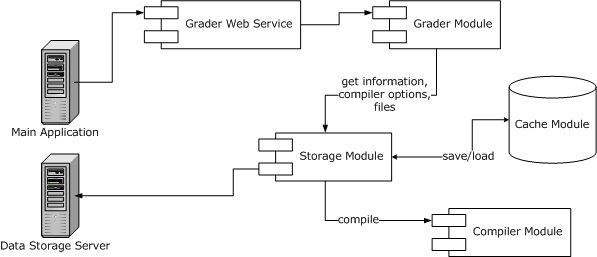 Grader Web Service
Grader Module
Main Application
get information,
compiler options,
files
Cache Module
Storage Module
save/load
Data Storage Server
compile
Compiler Module